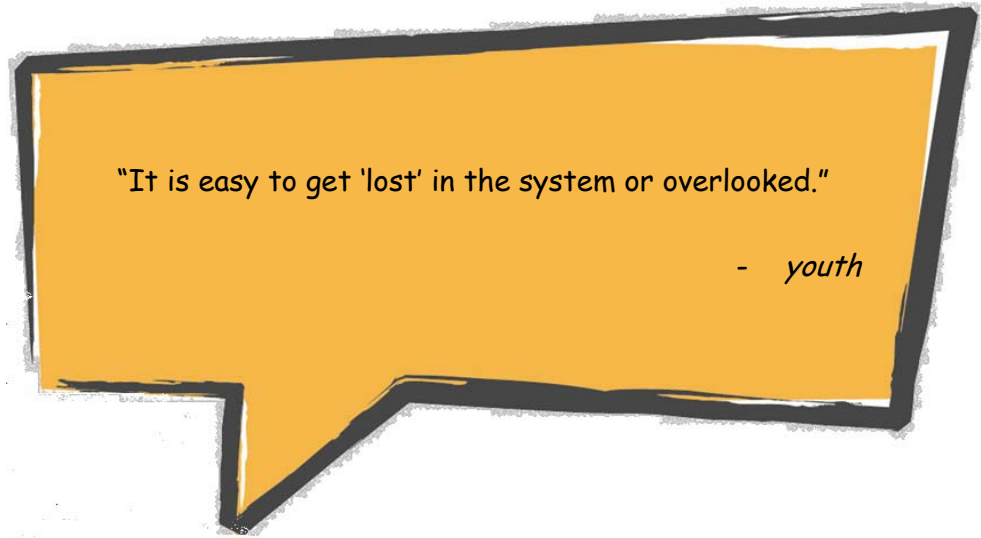 “It is easy to get ‘lost’ in the system or overlooked.”
- youth